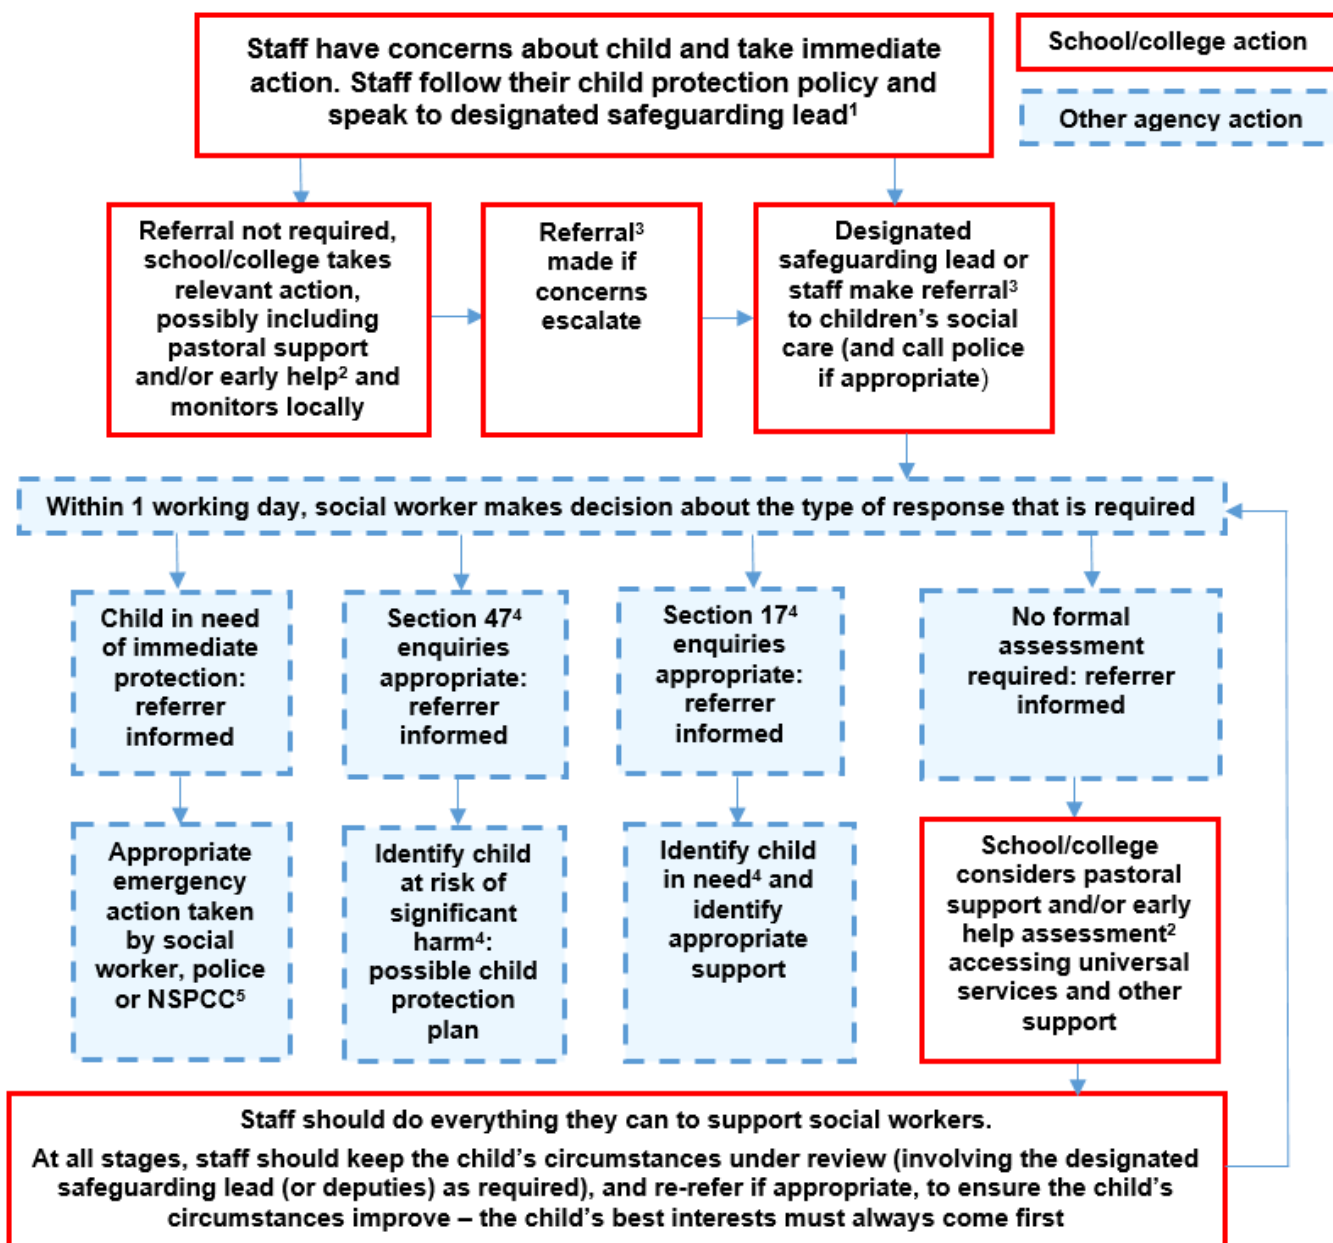 Staff have concerns about child and take immediate
action. Staff follow their child protection policy and
speak to designated safeguarding lead¹
School/college action
Other agency action
Referral not required,
school/college takes
relevant action,
possibly including
pastoral support
and/or early help² and
monitors locally
Referral³
made if
concerns
escalate
Designated
safeguarding lead or
staff make referral³
to children’s social
care (and call police
if appropriate)
Within 1 working day, social worker makes decision about the type of response that is required
Child in need
of immediate
protection:
referrer
informed
Section 47⁴
enquiries
appropriate:
referrer
informed
Section 17⁴
enquiries
appropriate:
referrer
informed
No formal
assessment
required: referrer
informed
Appropriate
emergency
action taken
by social
worker, police
or NSPCC⁵
Identify child
at risk of
significant
harm⁴:
possible child
protection
plan
Identify child
in need⁴ and
identify
appropriate
support
School/college
considers pastoral
support and/or early
help assessment²
accessing universal
services and other
support
Staff should do everything they can to support social workers.
At all stages, staff should keep the child’s circumstances under review (involving the designated
safeguarding lead (or deputies) as required), and re-refer if appropriate, to ensure the child’s
circumstances improve – the child’s best interests must always come first